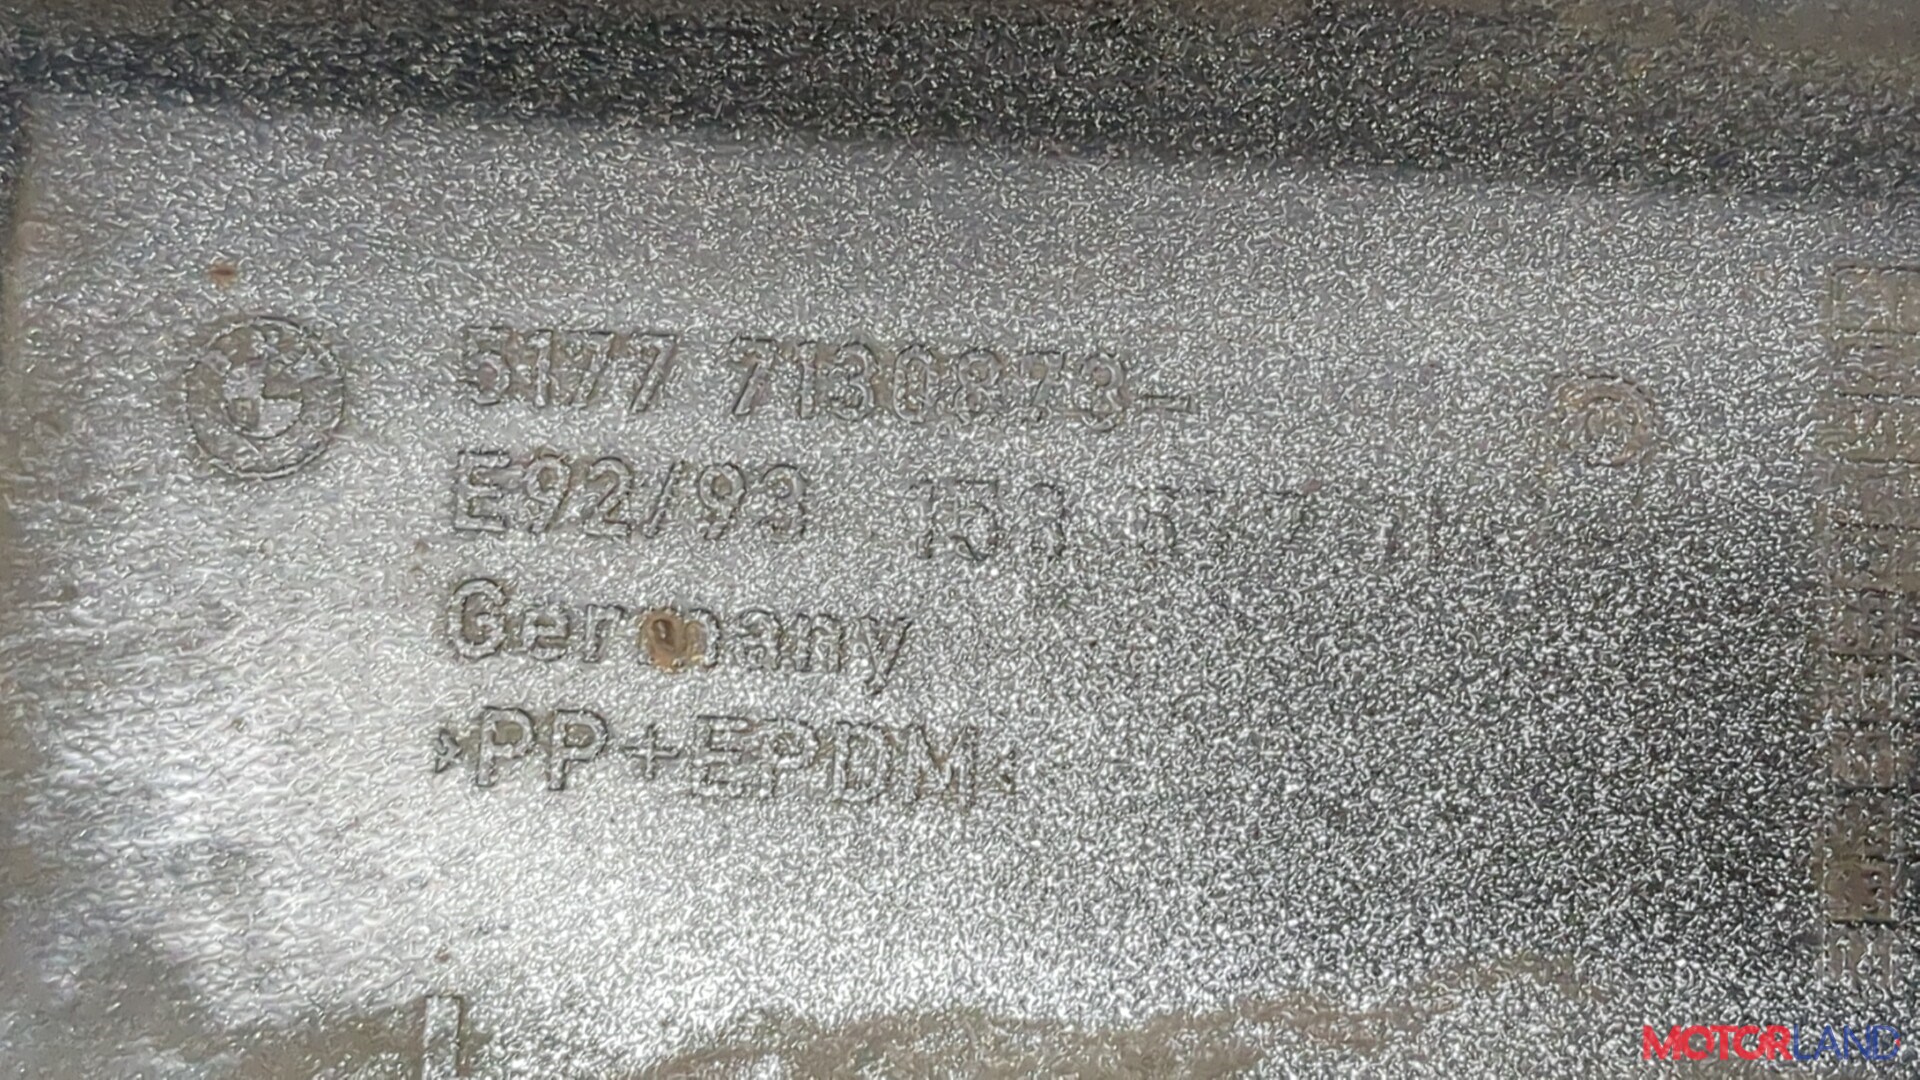 5177 7130873-
E92/93
Germany
>PP+EPDM<
MOTORLAND